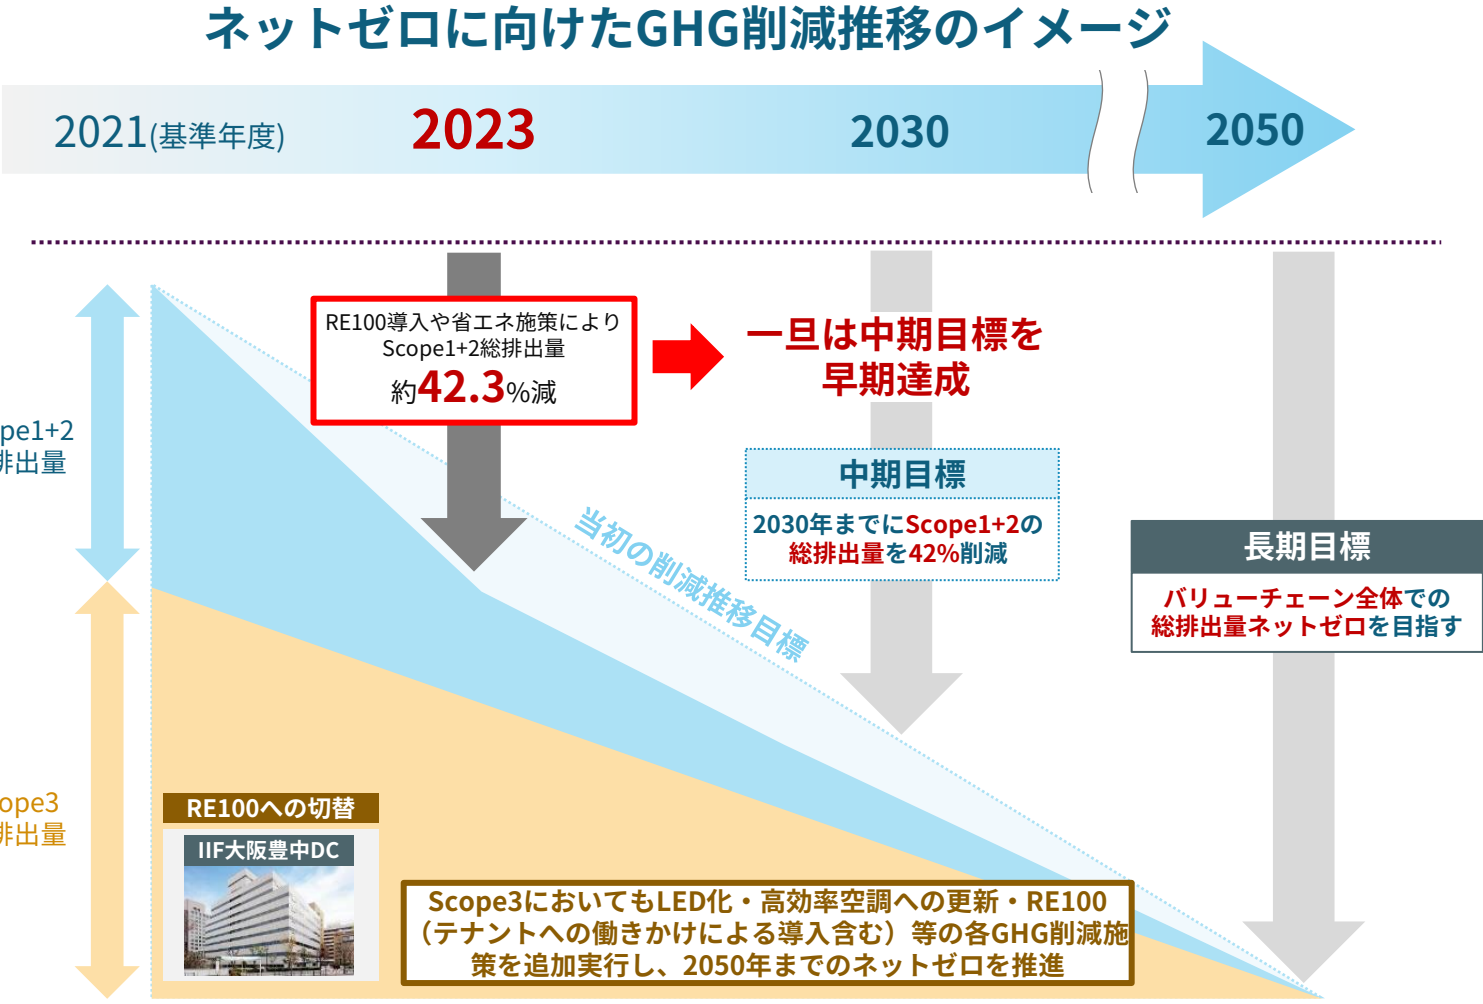 ネットゼロに向けたGHG削減推移のイメージ
2021(基準年度)
2023
2030
2050
RE100導入や省エネ施策により
Scope1+2総排出量
約42.3%減
一旦は中期目標を
早期達成
pe1+2
排出量
中期目標
2030年までにScope1+2の
総排出量を42%削減
当初の削減推移目標
長期目標
バリューチェーン全体での
総排出量ネットゼロを目指す
ope3
排出量
RE100への切替
IIF大阪豊中DC
Scope3においてもLED化・高効率空調への更新・RE100
（テナントへの働きかけによる導入含む）等の各GHG削減施
策を追加実行し、2050年までのネットゼロを推進